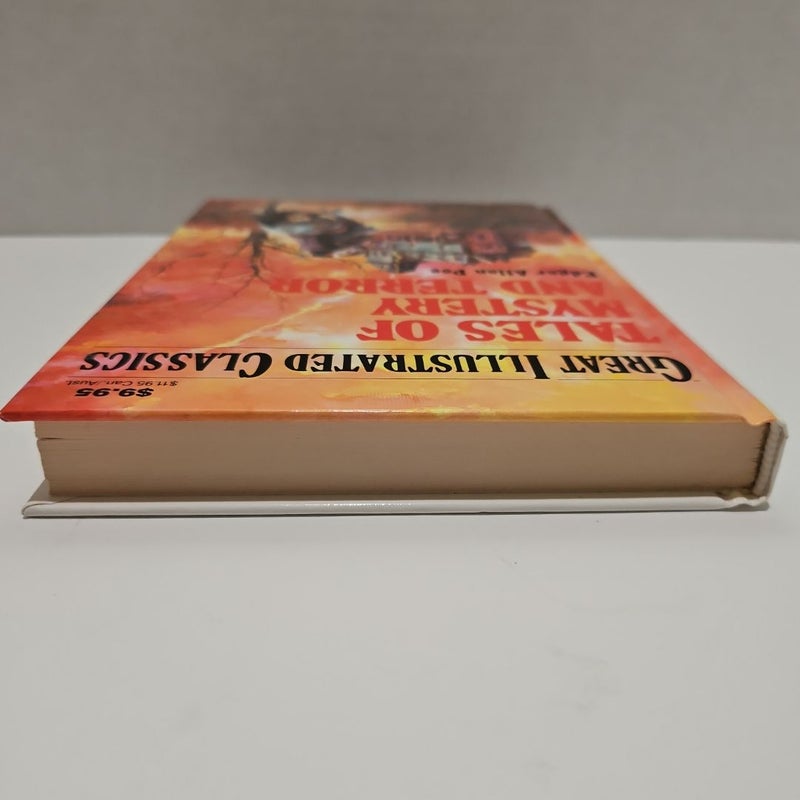 $9.95
$11.95 Can./Aust.
GREAT ILLUSTRATED CLASSICS
TALES OF
MYSTERY
AND TERROR
Edgar Allan Poe